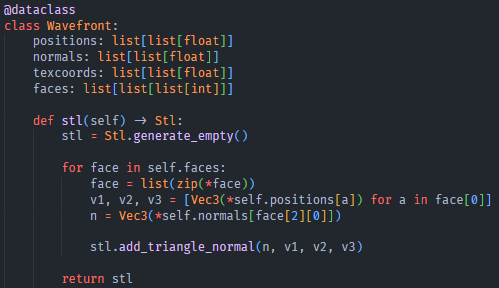 @dataclass
class Wavefront:
    positions: list[list[float]]
    normals: list[list[float]]
    texcoords: list[list[float]]
    faces: list[list[list[int]]]
    def stl(self) -> Stl:
        stl = Stl.generate_empty()
        for face in self.faces:
            face = list(zip(*face))
            v1, v2, v3 = [Vec3(*self.positions[a]) for a in face[0]]
            n = Vec3(*self.normals[face[2][0]])
            stl.add_triangle_normal(n, v1, v2, v3)
        return stl